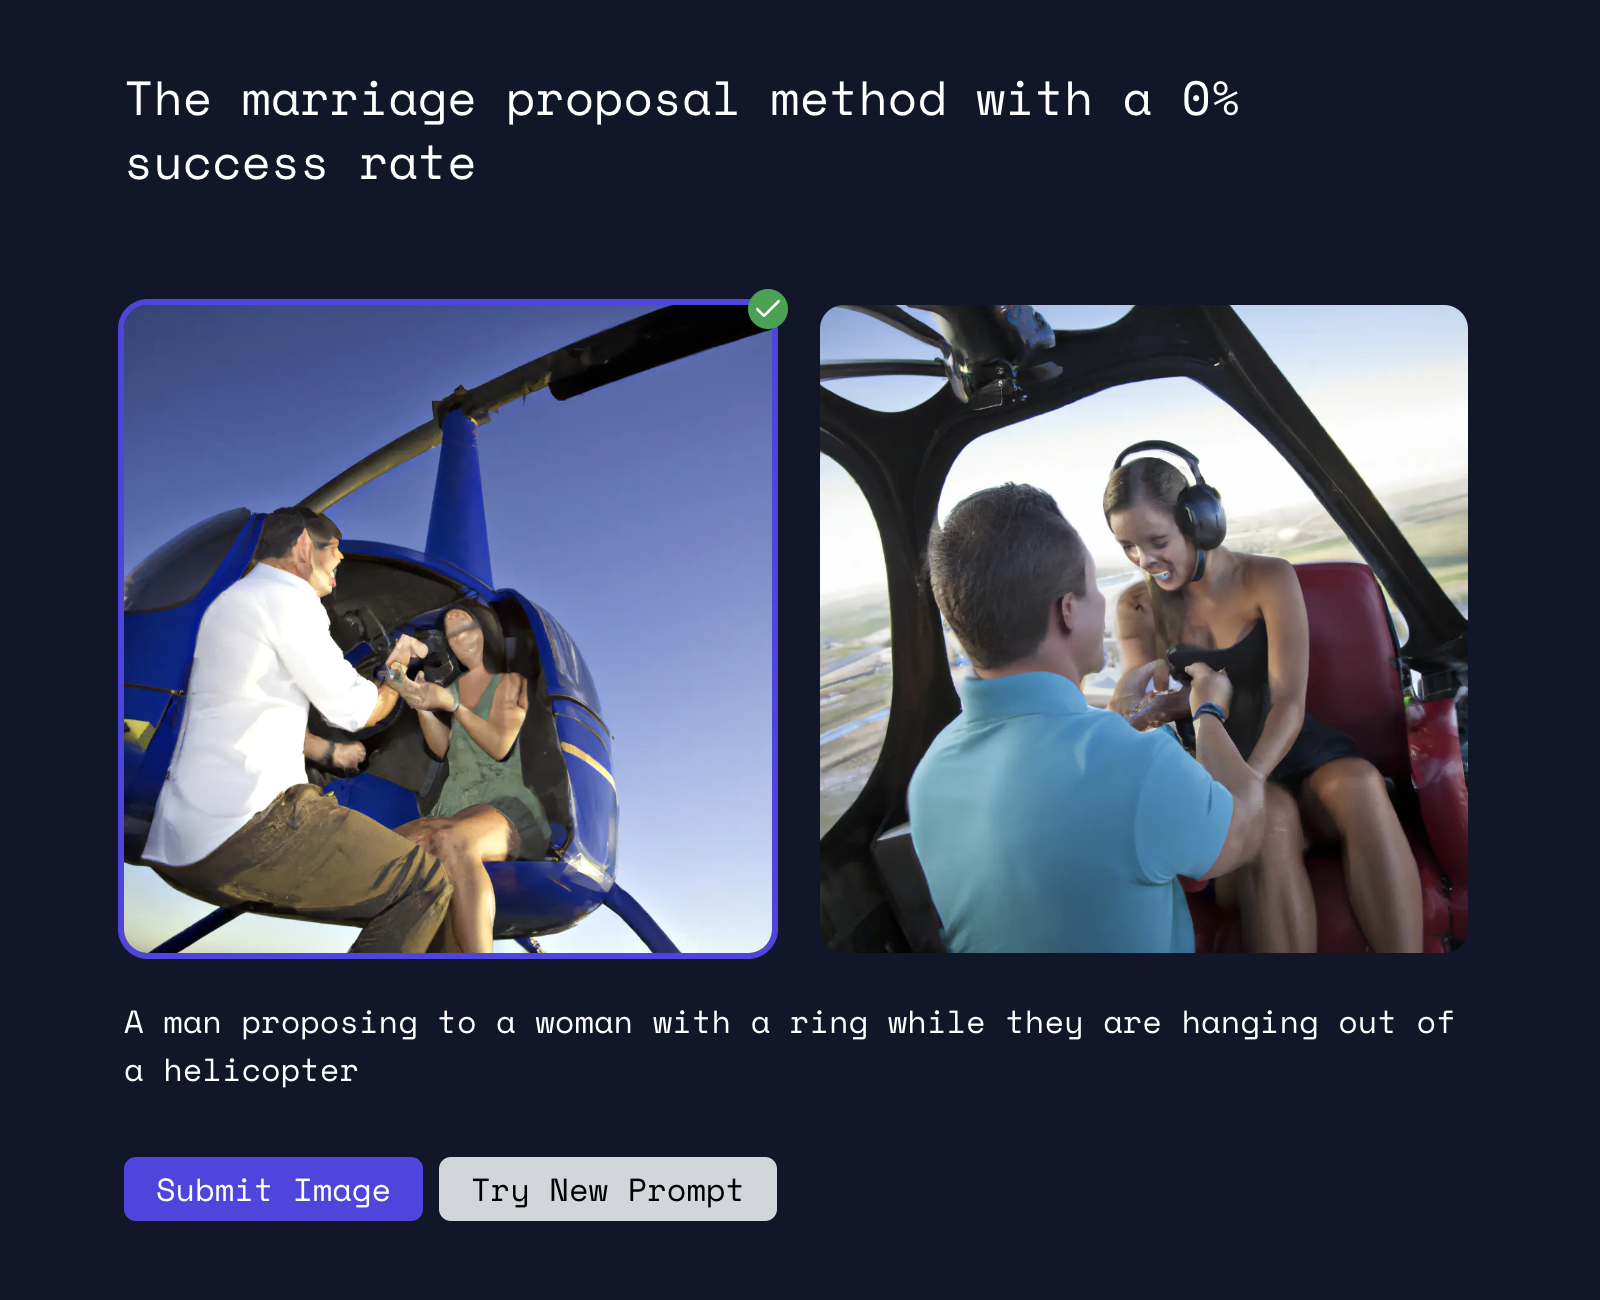 The marriage proposal method with a 0%
success rate
A man proposing to a woman with a ring while they are hanging out of
a helicopter
Submit Image
Try New Prompt